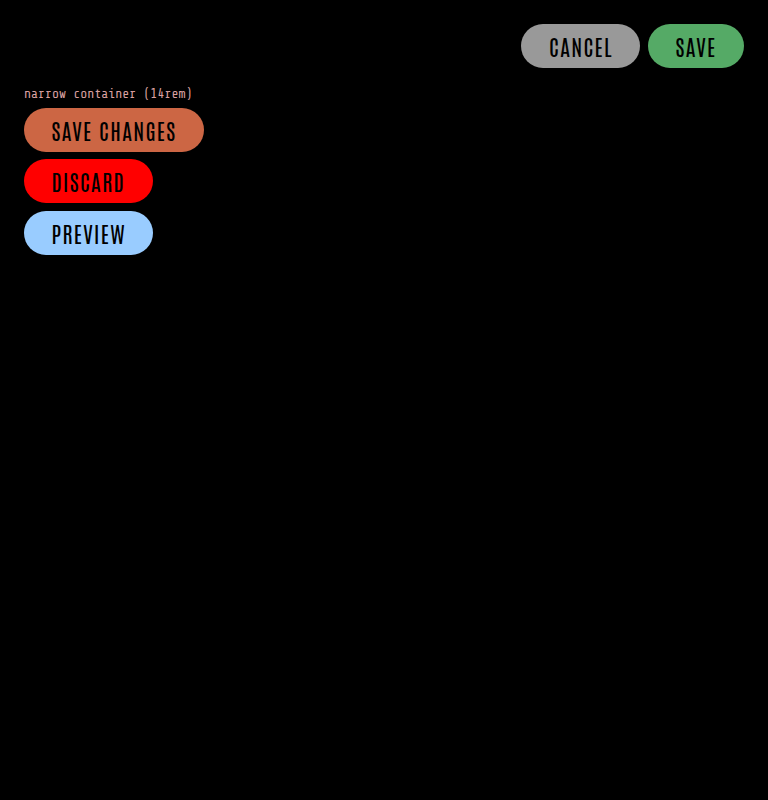 CANCEL SAVE
narrow container (14rem)
SAVE CHANGES
DISCARD
PREVIEW